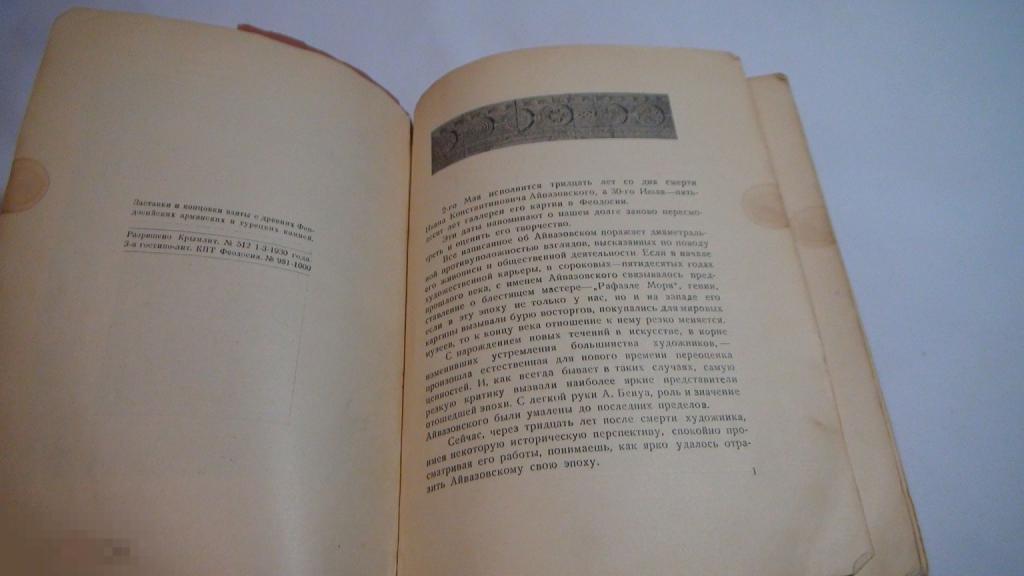 Заставки и концовки взяты с древних Фео-
досийских армянских и турецких камней.
Разрешено Крымлит. № 512 1-3-1930 года.
3-я гостипо-лит. КПТ Феодосия. № 981-1000
2-го Мая исполнится тридцать лет со дня смерти
Ивана Константиновича Айвазовского, а 30-го Июля—пять-
десят лет галлереи его картин в Феодосии.
Эти даты напоминают о нашем долге заново пересмо-
треть и оценить его творчество.
Все написанное об Айвазовском поражает диаметраль-
ной противоположностью взглядов, высказанных по поводу
его живописи и общественной деятельности. Если в начале
художественной карьеры, в сороковых—пятидесятых годах
прошлого века, с именем Айвазовского связывалось пред-
ставление о блестящем мастере—„Рафаэле Моря“, гении,
если в эту эпоху не только у нас, но и на западе его
картины вызывали бурю восторгов, покупались для мировых
музеев, то к концу века отношение к нему резко меняется.
С нарождением новых течений в искусстве, в корне
изменивших устремления большинства художников,—
произошла естественная для нового времени переоценка
ценностей. И, как всегда бывает в таких случаях, самую
резкую критику вызвали наиболее яркие представители
отошедшей эпохи. С легкой руки А. Бенуа, роль и значение
Айвазовского были умалены до последних пределов.
Сейчас, через тридцать лет после смерти художника,
имея некоторую историческую перспективу, спокойно про-
сматривая его работы, понимаешь, как ярко удалось отра-
зить Айвазовскому свою эпоху.
1